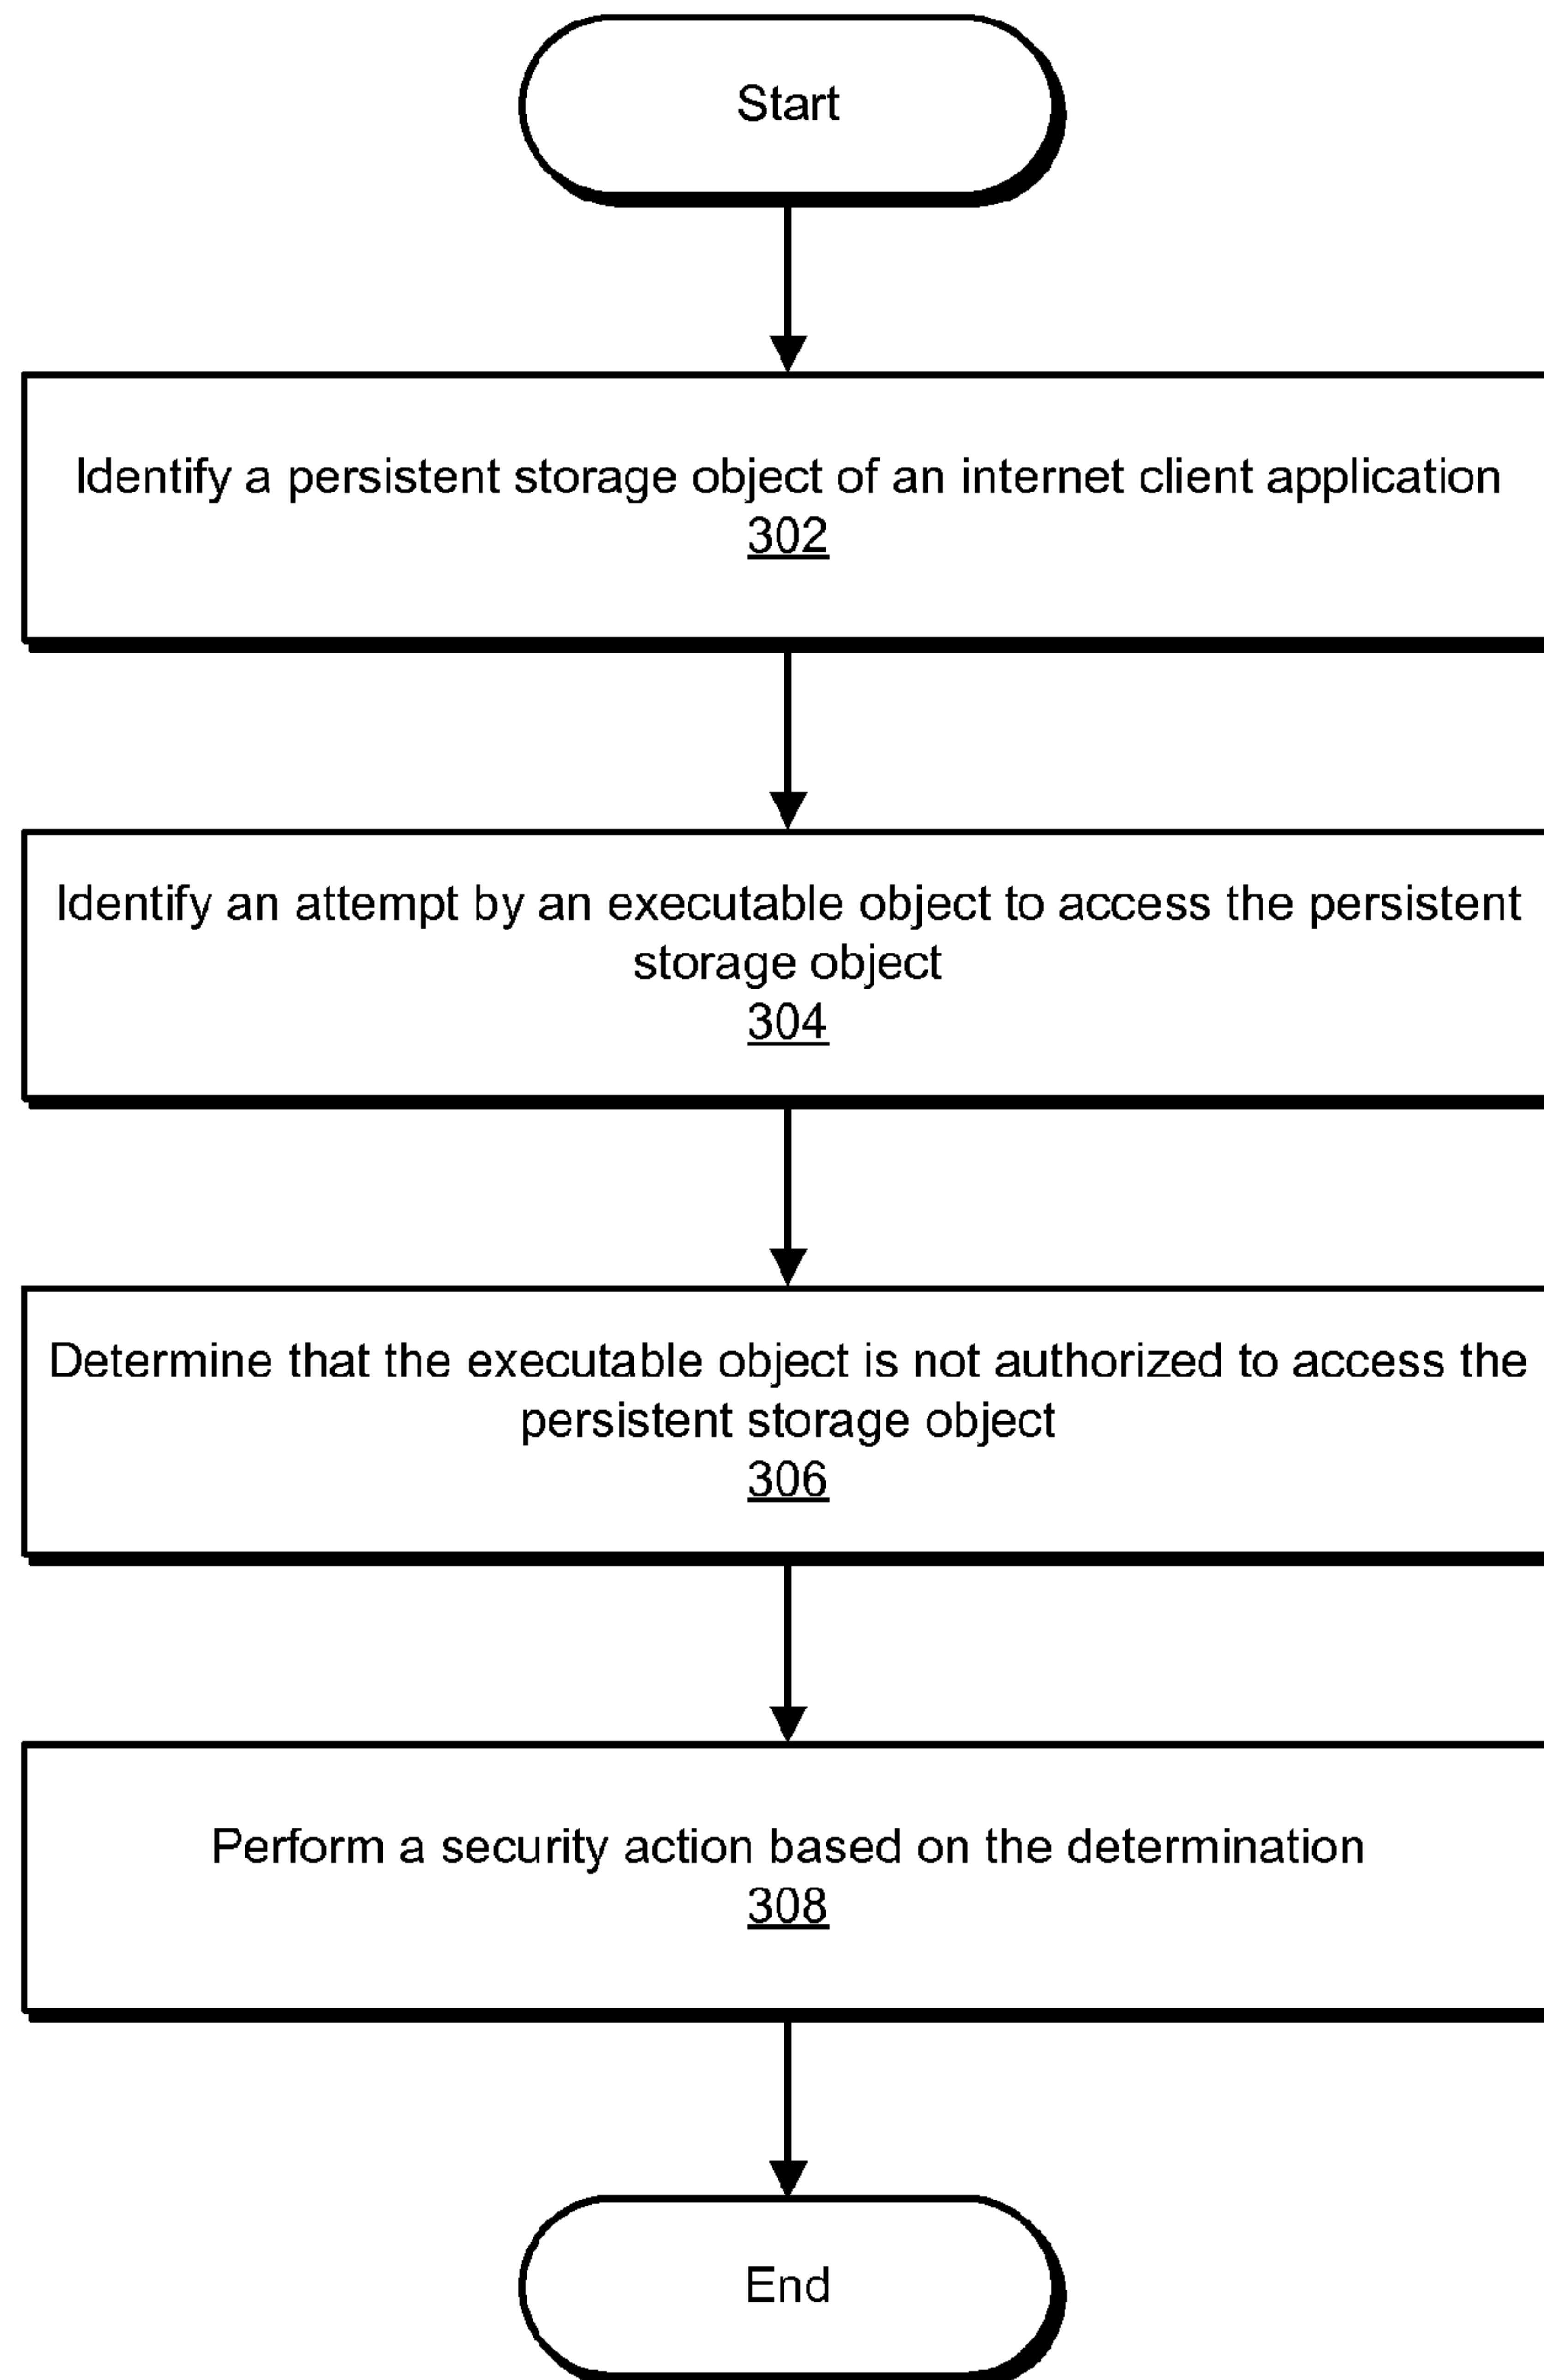 Start
Identify a persistent storage object of an internet client application
302
Identify an attempt by an executable object to access the persistent
storage object
304
Determine that the executable object is not authorized to access the
persistent storage object
306
Perform a security action based on the determination
308
End